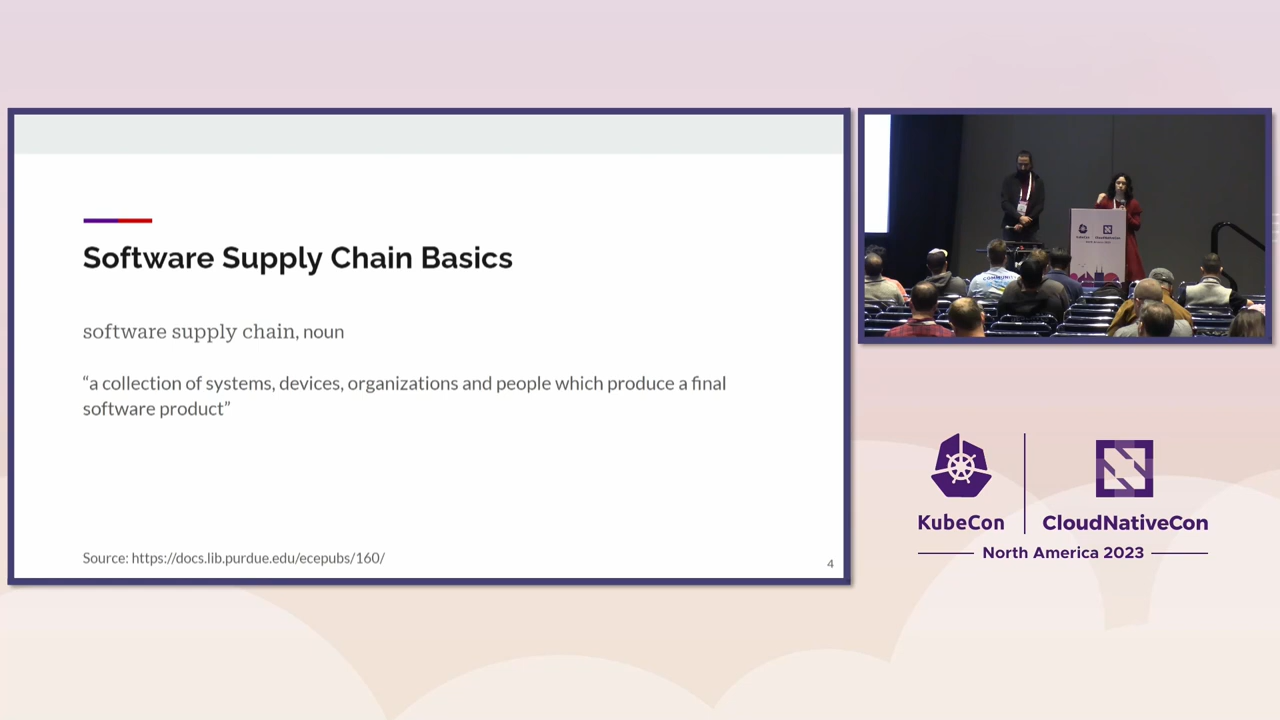 Software Supply Chain Basics
software supply chain, noun
“a collection of systems, devices, organizations and people which produce a final
software product”
Source: https://docs.lib.purdue.edu/ecepubs/160/
4
COMMUNITY
KubeCon
CloudNativeCon
North America 2023